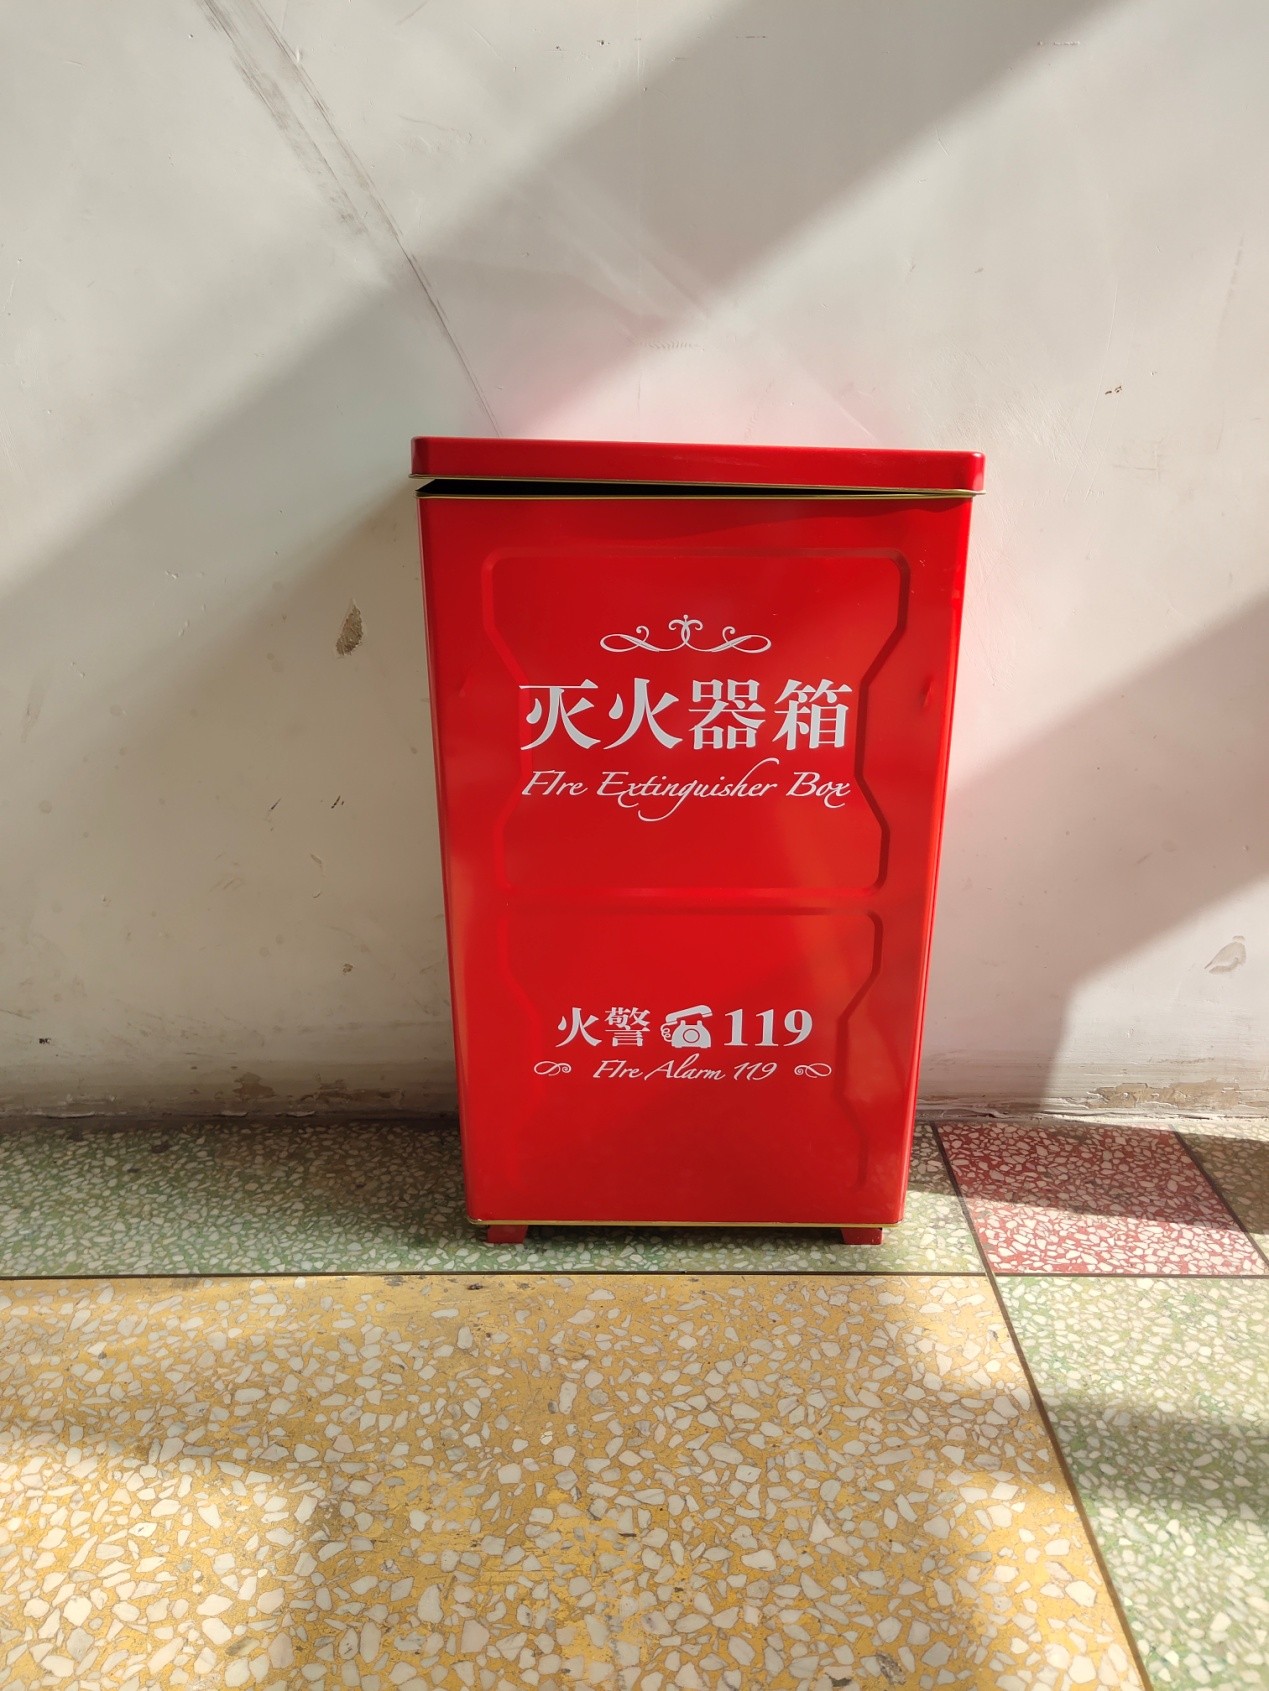 灭火器箱
FIre Extinguisher Box
火警☎119
FIre Alarm 119